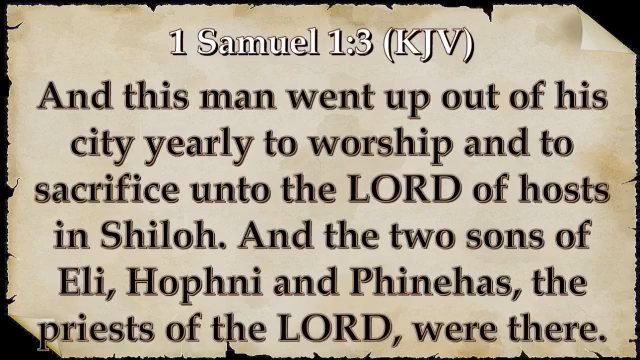 1 Samuel 1:3 (KJV)
And this man went up out of his
city yearly to worship and to
sacrifice unto the LORD of hosts
in Shiloh. And the two sons of
Eli, Hophni and Phinehas, the
priests of the LORD, were there.